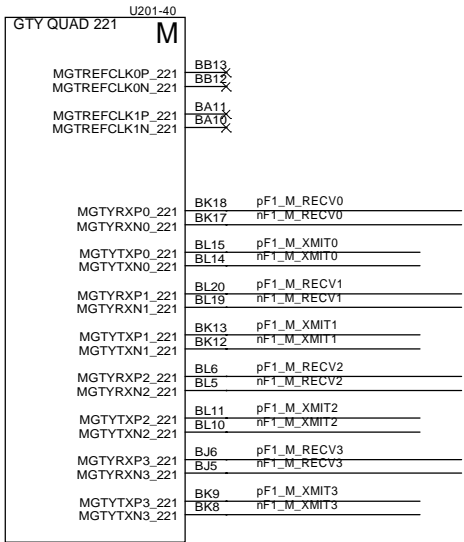 U201-40
GTY QUAD 221
M
MGTREFCLK0P_221 BB13
MGTREFCLK0N_221 BB12
MGTREFCLK1P_221 BA11
MGTREFCLK1N_221 BA10
MGTYRXP0_221 BK18 pF1_M_RECV0
MGTYRXN0_221 BK17 nF1_M_RECV0
MGTYTXP0_221 BL15 pF1_M_XMIT0
MGTYTXN0_221 BL14 nF1_M_XMIT0
MGTYRXP1_221 BL20 pF1_M_RECV1
MGTYRXN1_221 BL19 nF1_M_RECV1
MGTYTXP1_221 BK13 pF1_M_XMIT1
MGTYTXN1_221 BK12 nF1_M_XMIT1
MGTYRXP2_221 BL6 pF1_M_RECV2
MGTYRXN2_221 BL5 nF1_M_RECV2
MGTYTXP2_221 BL11 pF1_M_XMIT2
MGTYTXN2_221 BL10 nF1_M_XMIT2
MGTYRXP3_221 BJ6 pF1_M_RECV3
MGTYRXN3_221 BJ5 nF1_M_RECV3
MGTYTXP3_221 BK9 pF1_M_XMIT3
MGTYTXN3_221 BK8 nF1_M_XMIT3